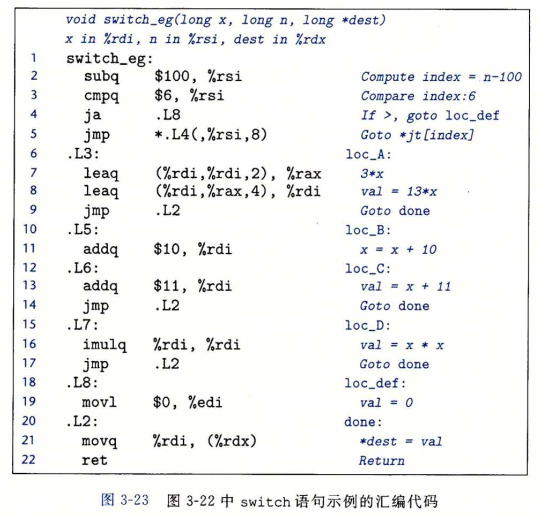 void switch_eg(long x, long n, long *dest)
x in %rdi, n in %rsi, dest in %rdx
1 switch_eg:
2 subq $100, %rsi Compute index = n-100
3 cmpq $6, %rsi Compare index:6
4 ja .L8 If >, goto loc_def
5 jmp *.L4(,%rsi,8) Goto *jt[index]
6 .L3: loc_A:
7 leaq (%rdi,%rdi,2), %rax 3*x
8 leaq (%rdi,%rax,4), %rdi val = 13*x
9 jmp .L2 Goto done
10 .L5: loc_B:
11 addq $10, %rdi x = x + 10
12 .L6: loc_C:
13 addq $11, %rdi val = x + 11
14 jmp .L2 Goto done
15 .L7: loc_D:
16 imulq %rdi, %rdi val = x * x
17 jmp .L2 Goto done
18 .L8: loc_def:
19 movl $0, %edi val = 0
20 .L2: done:
21 movq %rdi, (%rdx) *dest = val
22 ret Return
图 3-23 图 3-22 中 switch 语句示例的汇编代码